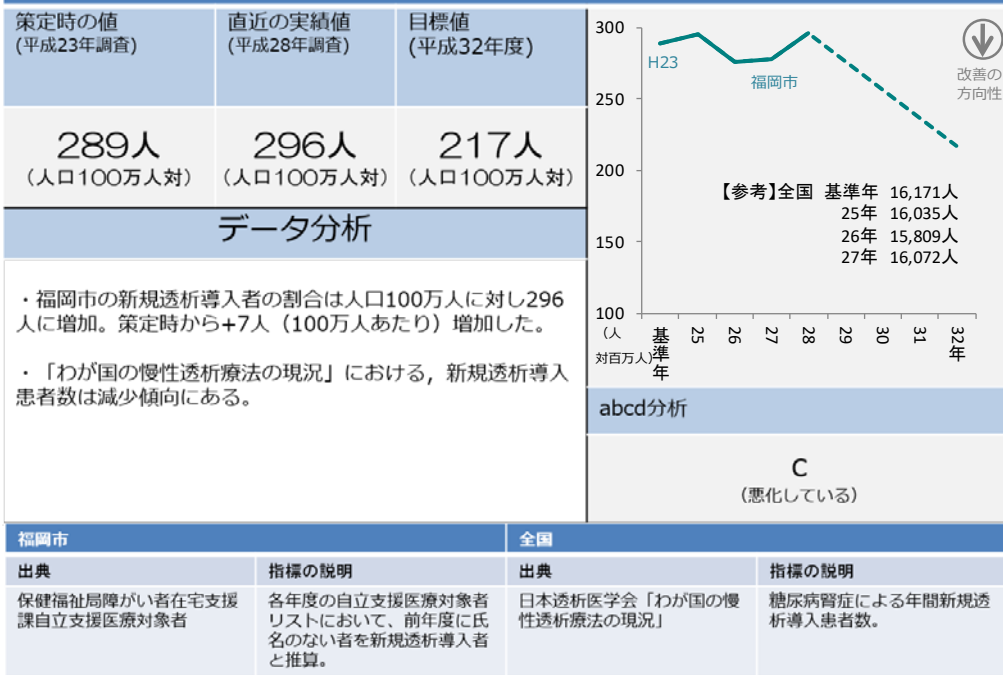 策定時の値
(平成23年調査)
直近の実績値
(平成28年調査)
目標値
(平成32年度)
289人
(人口100万人対)
296人
(人口100万人対)
217人
(人口100万人対)
データ分析
・福岡市の新規透析導入者の割合は人口100万人に対し296
人に増加。策定時から+7人（100万人あたり）増加した。
・「わが国の慢性透析療法の現況」における，新規透析導入
患者数は減少傾向にある。
300
250
200
150
100
H23
福岡市
改善の
方向性
【参考】全国 基準年 16,171人
25年 16,035人
26年 15,809人
27年 16,072人
(人
対百万人)
基準年
25
26
27
28
29
30
31
32年
abcd分析
c
(悪化している)
福岡市
全国
出典
指標の説明
出典
指標の説明
保健福祉局障がい者在宅支援
課自立支援医療対象者
各年度の自立支援医療対象者
リストにおいて、前年度に氏
名のない者を新規透析導入者
と推算。
日本透析医学会「わが国の慢
性透析療法の現況」
糖尿病腎症による年間新規透
析導入患者数。